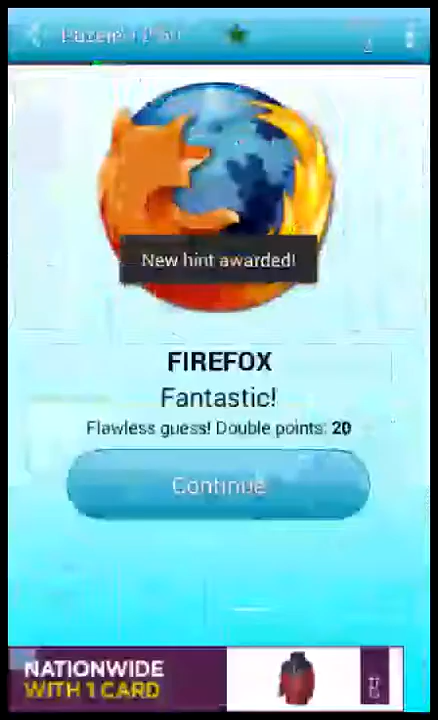 New hint awarded!
FIREFOX
Fantastic!
Flawless guess! Double points: 20
Continue
NATIONWIDE
WITH 1 CARD